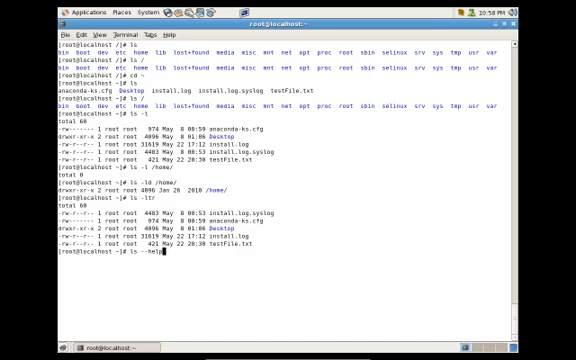 Applications Places System 10:58 PM
root@localhost:~
File Edit View Terminal Tabs Help
[root@localhost /]# ls
bin boot dev etc home lib lost+found media misc mnt net opt proc root sbin selinux srv sys tmp usr var
[root@localhost /]# ls /
bin boot dev etc home lib lost+found media misc mnt net opt proc root sbin selinux srv sys tmp usr var
[root@localhost /]# cd ~
[root@localhost ~]# ls
anaconda-ks.cfg Desktop install.log install.log.syslog testFile.txt
[root@localhost ~]# ls /
bin boot dev etc home lib lost+found media misc mnt net opt proc root sbin selinux srv sys tmp usr var
[root@localhost ~]# ls -l
total 60
-rw------- 1 root root 974 May 8 00:59 anaconda-ks.cfg
drwxr-xr-x 2 root root 4096 May 8 01:06 Desktop
-rw-r--r-- 1 root root 31619 May 22 17:12 install.log
-rw-r--r-- 1 root root 4483 May 8 00:53 install.log.syslog
-rw-r--r-- 1 root root 421 May 22 20:30 testFile.txt
[root@localhost ~]# ls -l /home/
total 0
[root@localhost ~]# ls -ld /home/
drwxr-xr-x 2 root root 4096 Jan 26 2010 /home/
[root@localhost ~]# ls -ltr
total 60
-rw-r--r-- 1 root root 4483 May 8 00:53 install.log.syslog
-rw------- 1 root root 974 May 8 00:59 anaconda-ks.cfg
drwxr-xr-x 2 root root 4096 May 8 01:06 Desktop
-rw-r--r-- 1 root root 31619 May 22 17:12 install.log
-rw-r--r-- 1 root root 421 May 22 20:30 testFile.txt
[root@localhost ~]# ls --help
root@localhost:~